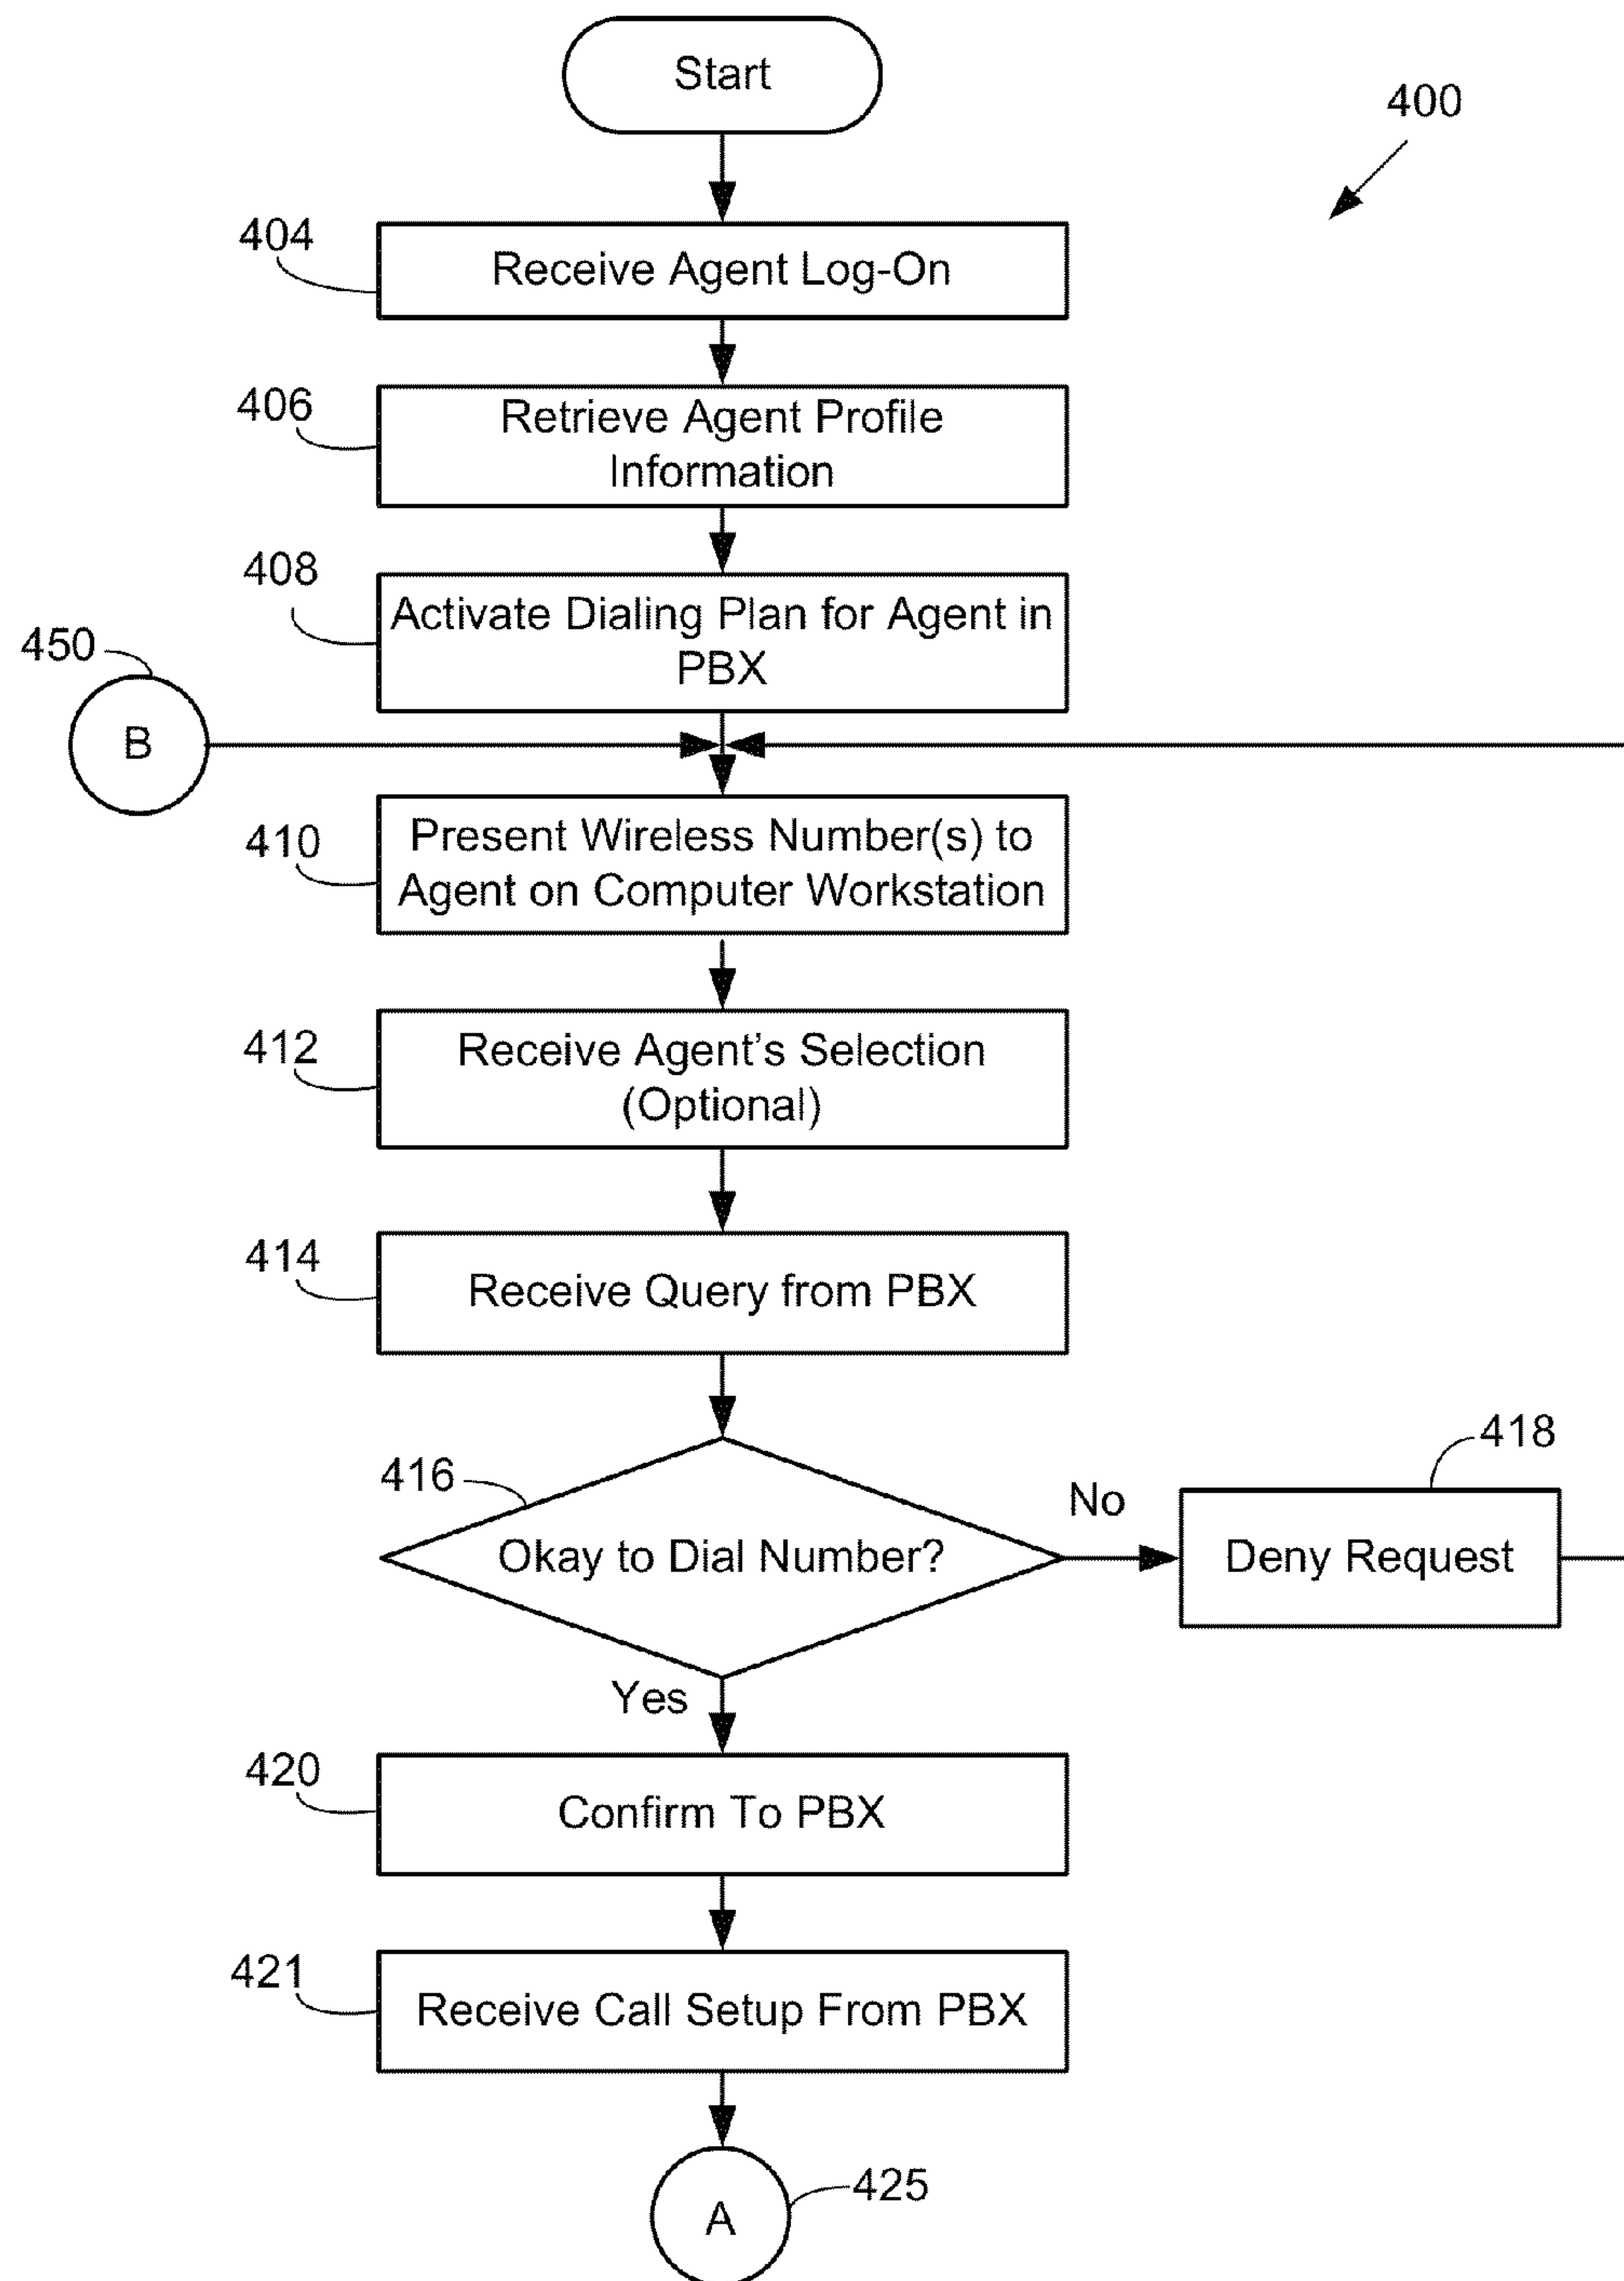 Start
400
404
Receive Agent Log-On
406
Retrieve Agent Profile
Information
408
Activate Dialing Plan for Agent in
PBX
450
B
410
Present Wireless Number(s) to
Agent on Computer Workstation
412
Receive Agent's Selection
(Optional)
414
Receive Query from PBX
416
Okay to Dial Number?
No
418
Deny Request
Yes
420
Confirm To PBX
421
Receive Call Setup From PBX
A
425